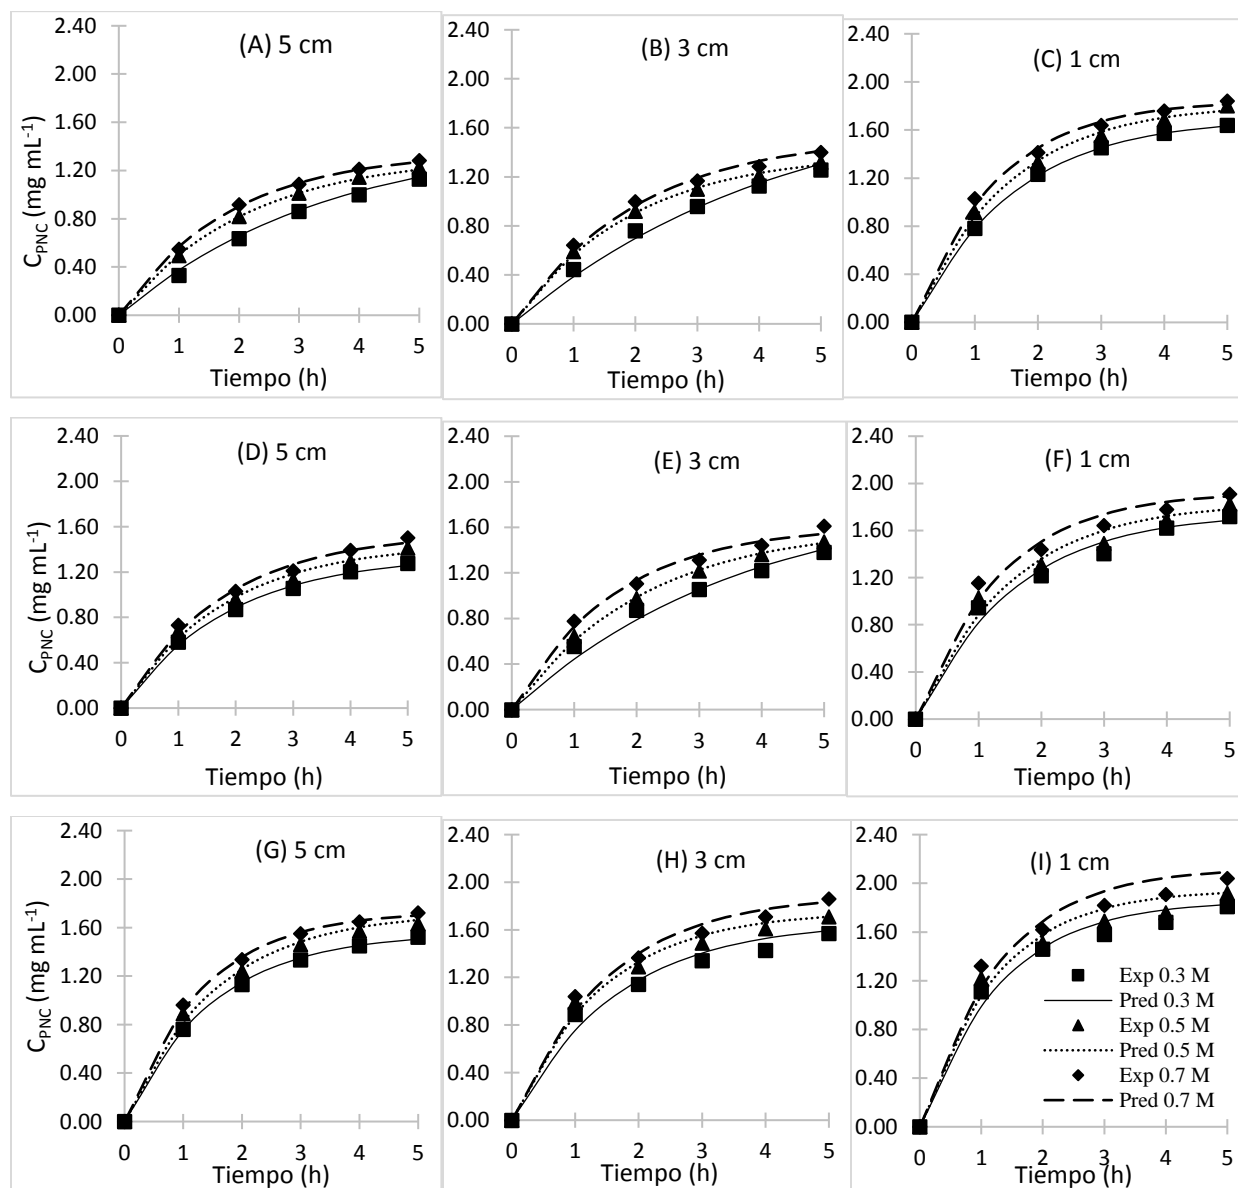 (A) 5 cm
2.40
2.00
1.60
1.20
0.80
0.40
0.00
C_PNC (mg mL⁻¹)
0 1 2 3 4 5
Tiempo (h)
(B) 3 cm
2.40
2.00
1.60
1.20
0.80
0.40
0.00
0 1 2 3 4 5
Tiempo (h)
(C) 1 cm
2.40
2.00
1.60
1.20
0.80
0.40
0.00
0 1 2 3 4 5
Tiempo (h)
(D) 5 cm
2.40
2.00
1.60
1.20
0.80
0.40
0.00
C_PNC (mg mL⁻¹)
0 1 2 3 4 5
Tiempo (h)
(E) 3 cm
2.40
2.00
1.60
1.20
0.80
0.40
0.00
0 1 2 3 4 5
Tiempo (h)
(F) 1 cm
2.40
2.00
1.60
1.20
0.80
0.40
0.00
0 1 2 3 4 5
Tiempo (h)
(G) 5 cm
2.40
2.00
1.60
1.20
0.80
0.40
0.00
C_PNC (mg mL⁻¹)
0 1 2 3 4 5
Tiempo (h)
(H) 3 cm
2.40
2.00
1.60
1.20
0.80
0.40
0.00
0 1 2 3 4 5
Tiempo (h)
(I) 1 cm
2.40
2.00
1.60
1.20
0.80
0.40
0.00
0 1 2 3 4 5
Tiempo (h)
Exp 0.3 M
Pred 0.3 M
Exp 0.5 M
Pred 0.5 M
Exp 0.7 M
Pred 0.7 M